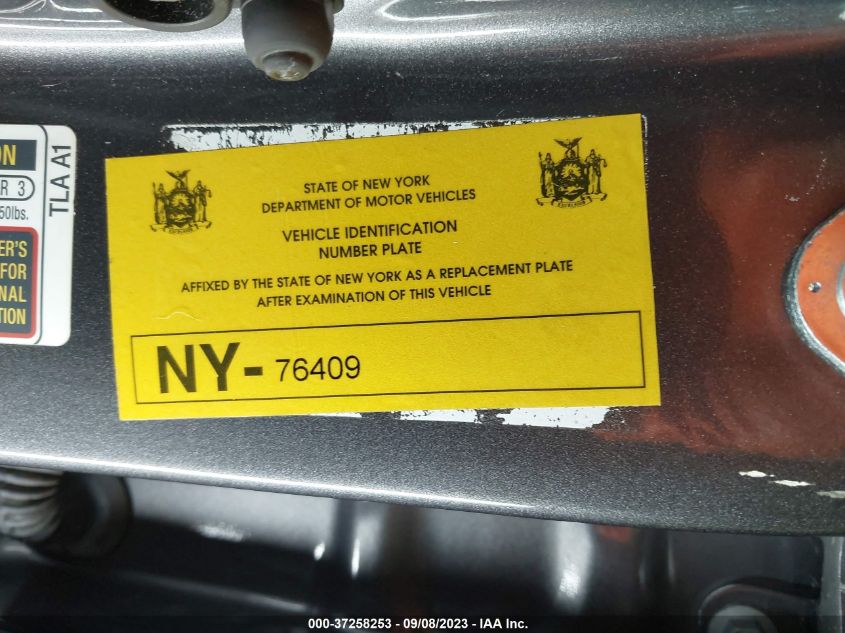 ON
R 3
50lbs.
TLA A1
ER'S
FOR
NAL
TION
STATE OF NEW YORK
DEPARTMENT OF MOTOR VEHICLES
VEHICLE IDENTIFICATION
NUMBER PLATE
AFFIXED BY THE STATE OF NEW YORK AS A REPLACEMENT PLATE
AFTER EXAMINATION OF THIS VEHICLE
NY- 76409
000-37258253 - 09/08/2023 - IAA Inc.